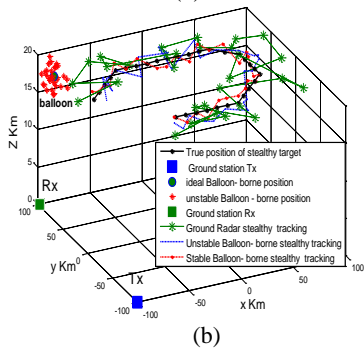 20
15
10
5
0
Z Km
balloon
Rx
100
50
0
-50
-100
y Km
Tx
-100
-50
0
50
100
x Km
True position of stealthy target
Ground station Tx
ideal Balloon- borne position
unstable Balloon- borne position
Ground station Rx
Ground Radar stealthy tracking
Unstable Balloon- borne stealthy tracking
Stable Balloon- borne stealthy tracking
(b)